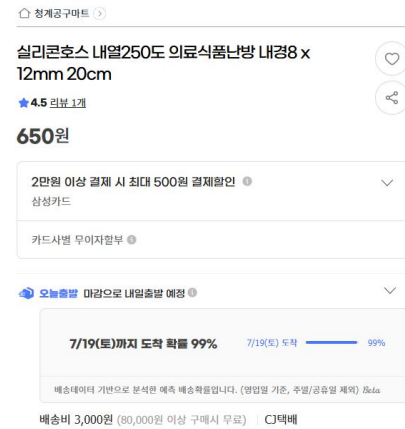 청계공구마트
실리콘호스 내열250도 의료식품난방 내경8 x
12mm 20cm
4.5 리뷰 1개
650원
2만원 이상 결제 시 최대 500원 결제할인
삼성카드
카드사별 무이자할부
오늘출발 마감으로 내일출발 예정
7/19(토)까지 도착 확률 99% 7/19(토) 도착 99%
배송데이터 기반으로 분석한 예측 배송확률입니다. (영업일 기준, 주말/공휴일 제외) Beta
배송비 3,000원 (80,000원 이상 구매시 무료) CJ택배